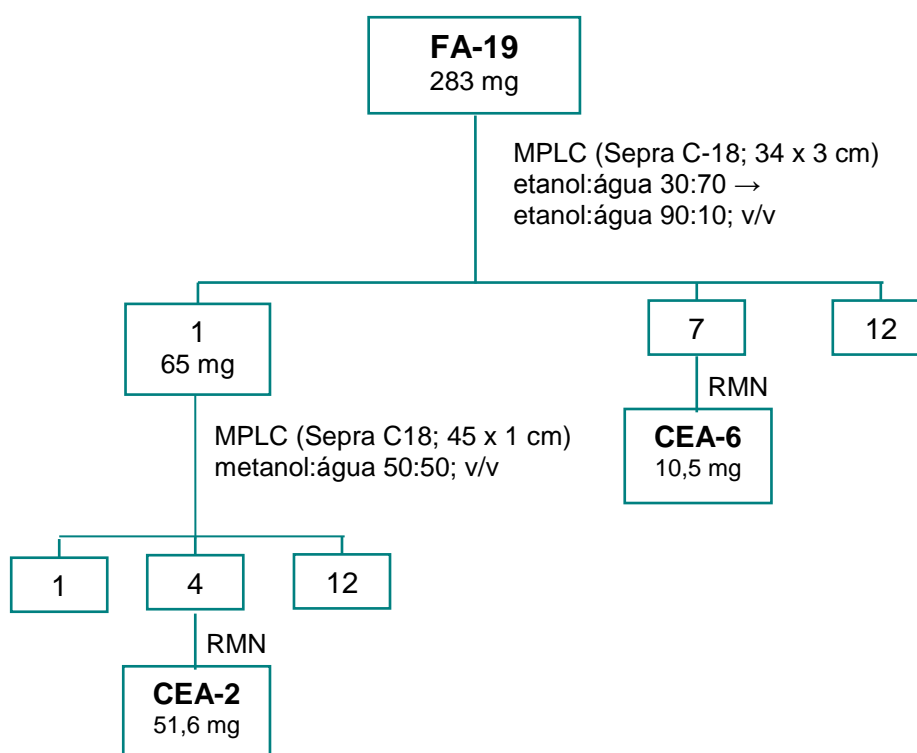 FA-19
283 mg
MPLC (Sepra C-18; 34 x 3 cm)
etanol:água 30:70 →
etanol:água 90:10; v/v
1
65 mg
7
12
RMN
CEA-6
10,5 mg
MPLC (Sepra C18; 45 x 1 cm)
metanol:água 50:50; v/v
1
4
12
RMN
CEA-2
51,6 mg